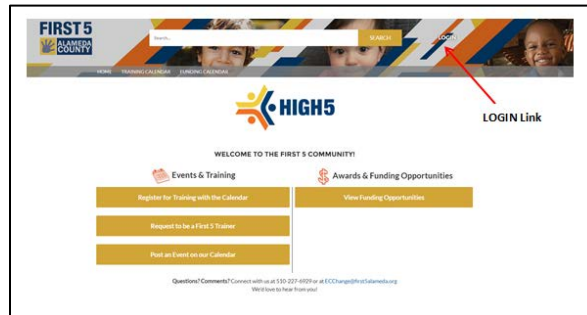 FIRST 5
ALAMEDA
COUNTY
Search...
SEARCH
LOGIN
HOME TRAINING CALENDAR FUNDING CALENDAR
LOGIN Link
HIGH5
WELCOME TO THE FIRST 5 COMMUNITY!
Events & Training
Awards & Funding Opportunities
Register for Training with the Calendar
View Funding Opportunities
Request to be a First 5 Trainer
Post an Event on our Calendar
Questions? Comments? Connect with us at 510-227-6929 or at ECChange@first5alameda.org
We'd love to hear from you!